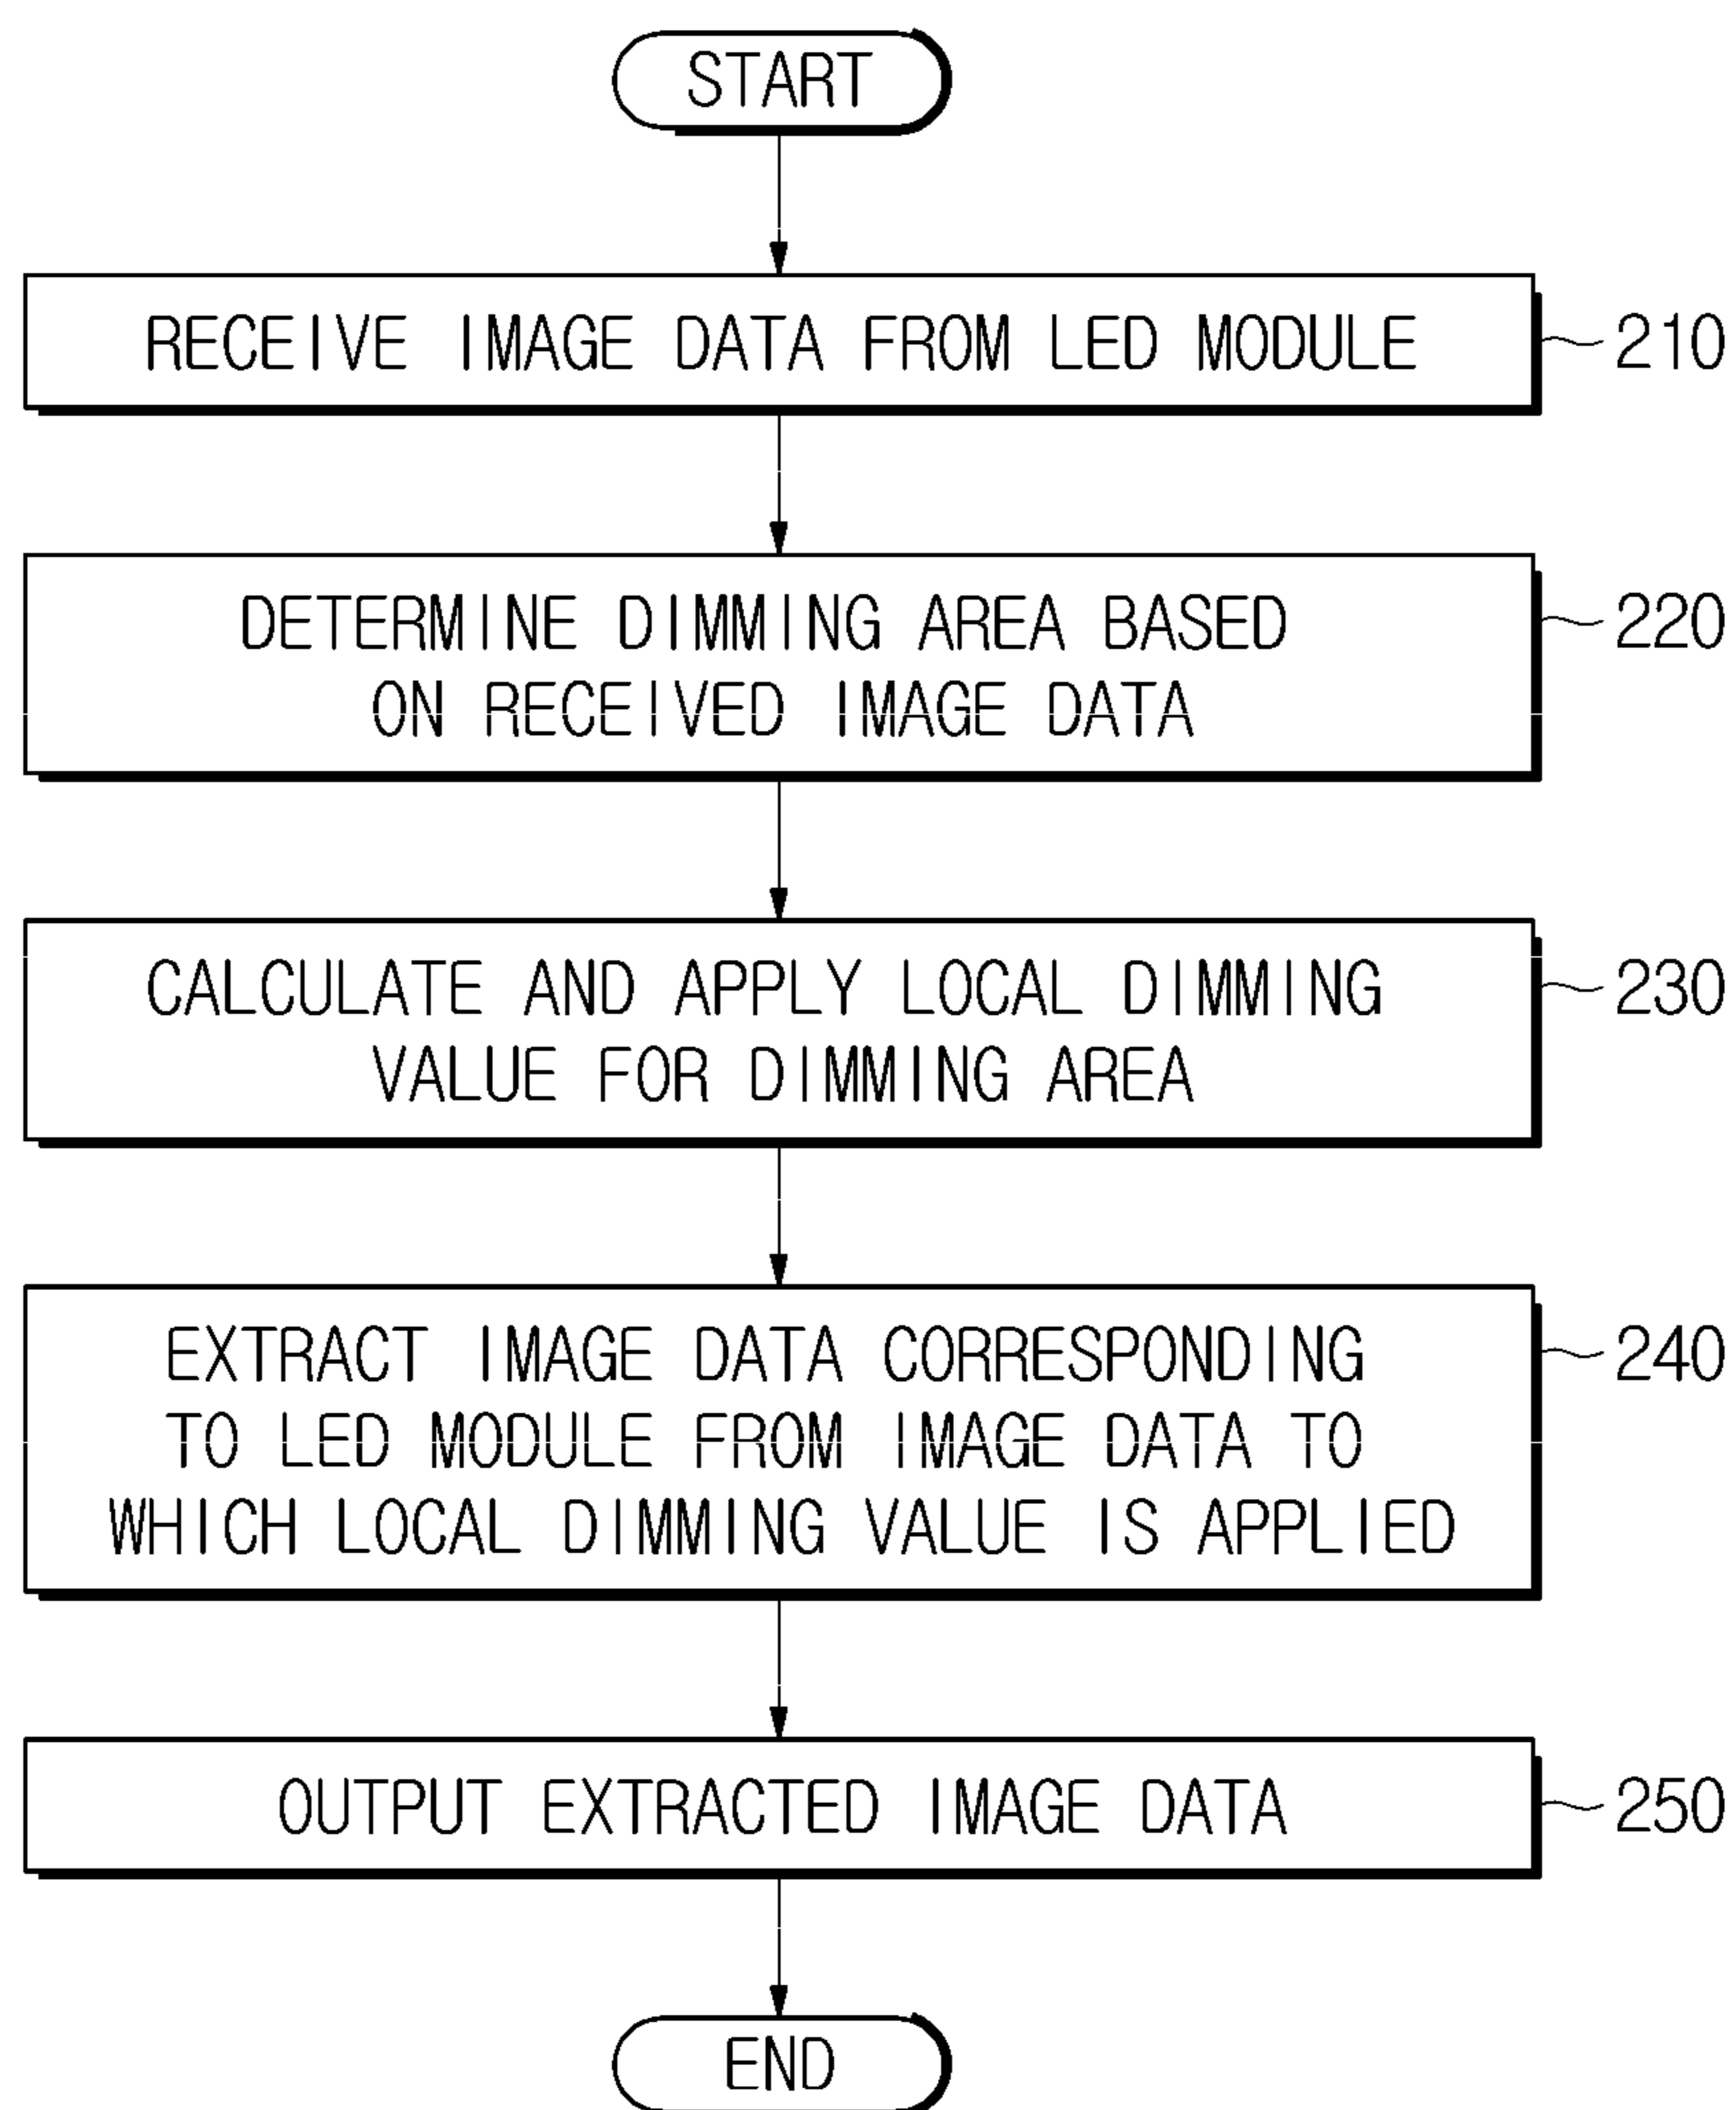 START
RECEIVE IMAGE DATA FROM LED MODULE
210
DETERMINE DIMMING AREA BASED
ON RECEIVED IMAGE DATA
220
CALCULATE AND APPLY LOCAL DIMMING
VALUE FOR DIMMING AREA
230
EXTRACT IMAGE DATA CORRESPONDING
TO LED MODULE FROM IMAGE DATA TO
WHICH LOCAL DIMMING VALUE IS APPLIED
240
OUTPUT EXTRACTED IMAGE DATA
250
END